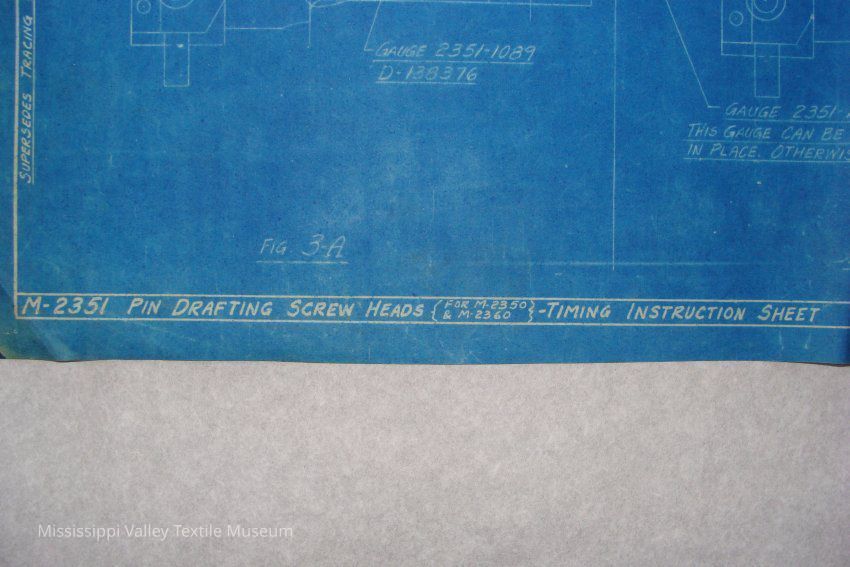 SUPERSEDES TRACING
GAUGE 2351-1089
D-138376
GAUGE 2351-
THIS GAUGE CAN BE
IN PLACE. OTHERWIS
FIG. 3-A
M-2351 PIN DRAFTING SCREW HEADS {FOR M-2350 & M-2360} -TIMING INSTRUCTION SHEET
Mississippi Valley Textile Museum